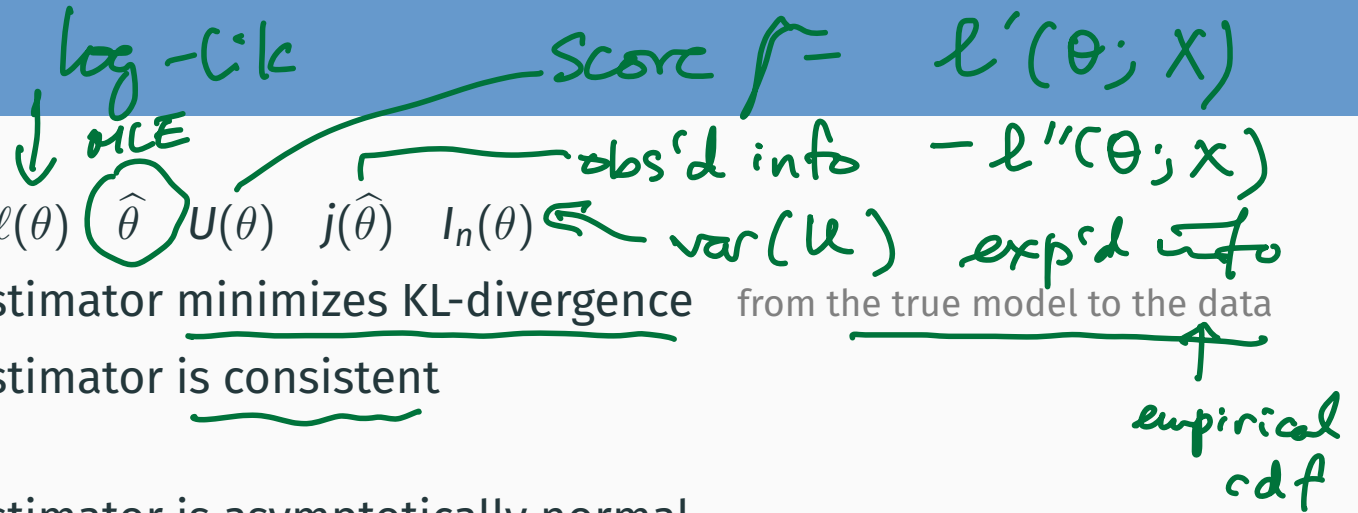 log-lik score f = ℓ'(θ; X)
MLE obs'd info −ℓ''(θ; X)
ℓ(θ) θ̂ U(θ) j(θ̂) Iₙ(θ) var(U) exp'd info
stimator minimizes KL-divergence from the true model to the data
stimator is consistent
empirical
cdf
stimator is asymptotically normal